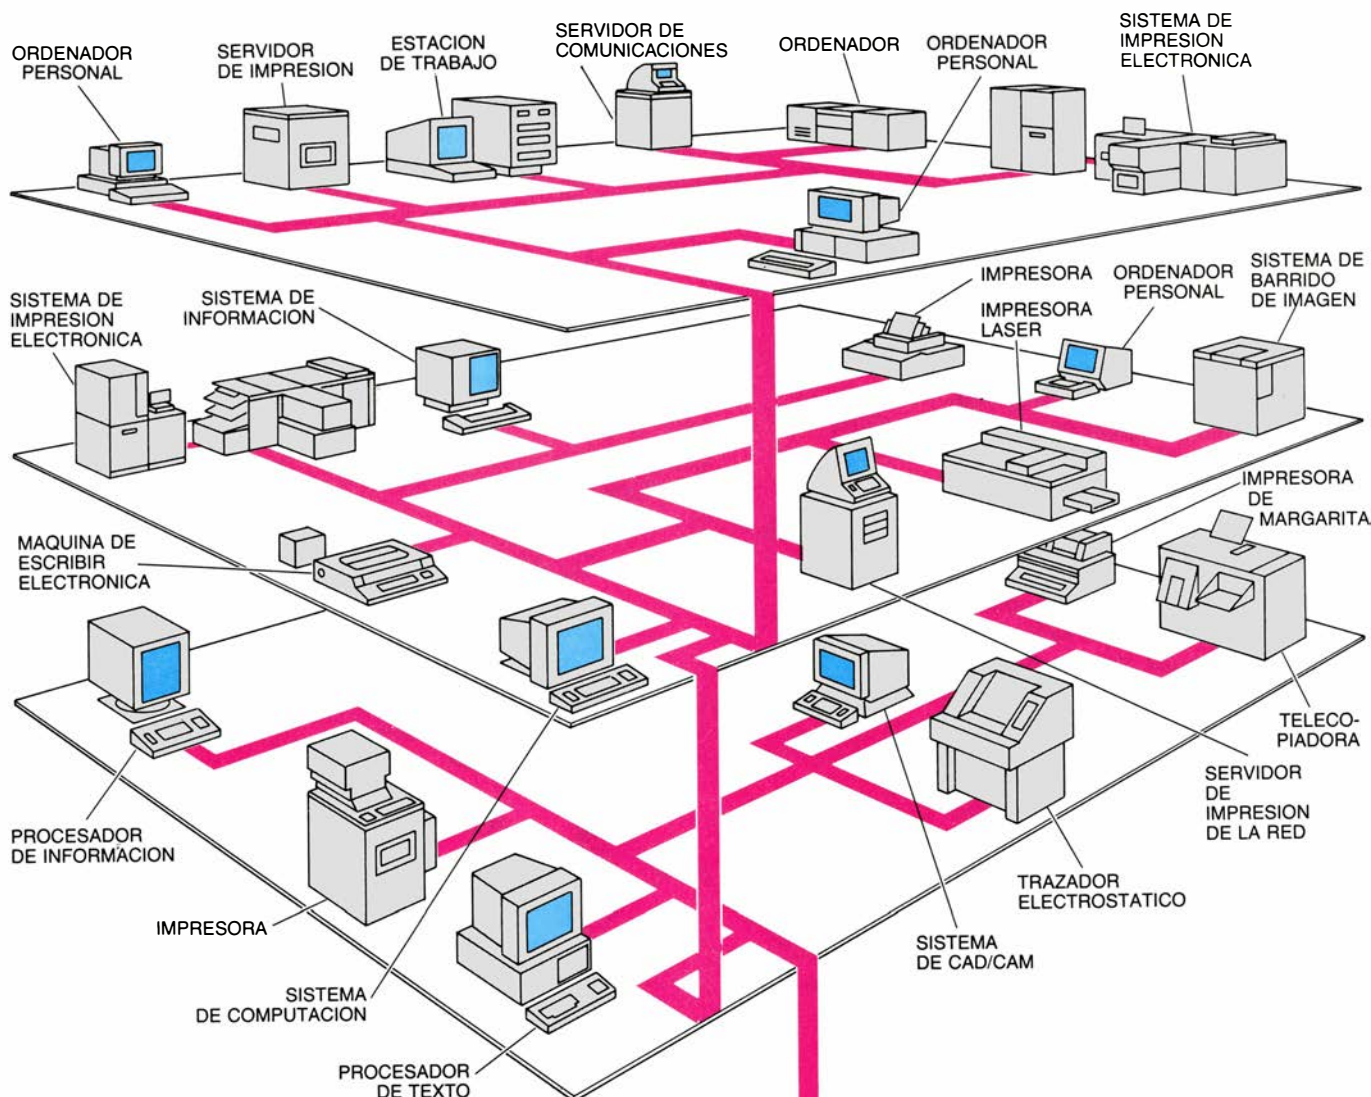 ORDENADOR
PERSONAL
SERVIDOR
DE IMPRESION
ESTACION
DE TRABAJO
SERVIDOR DE
COMUNICACIONES
ORDENADOR
ORDENADOR
PERSONAL
SISTEMA DE
IMPRESION
ELECTRONICA
SISTEMA DE
IMPRESION
ELECTRONICA
SISTEMA DE
INFORMACION
IMPRESORA
IMPRESORA
LASER
ORDENADOR
PERSONAL
SISTEMA DE
BARRIDO
DE IMAGEN
MAQUINA DE
ESCRIBIR
ELECTRONICA
IMPRESORA
DE
MARGARITA
PROCESADOR
DE INFORMACION
IMPRESORA
SISTEMA
DE COMPUTACION
PROCESADOR
DE TEXTO
SISTEMA
DE CAD/CAM
TRAZADOR
ELECTROSTATICO
TELECO-
PIADORA
SERVIDOR
DE
IMPRESION
DE LA RED